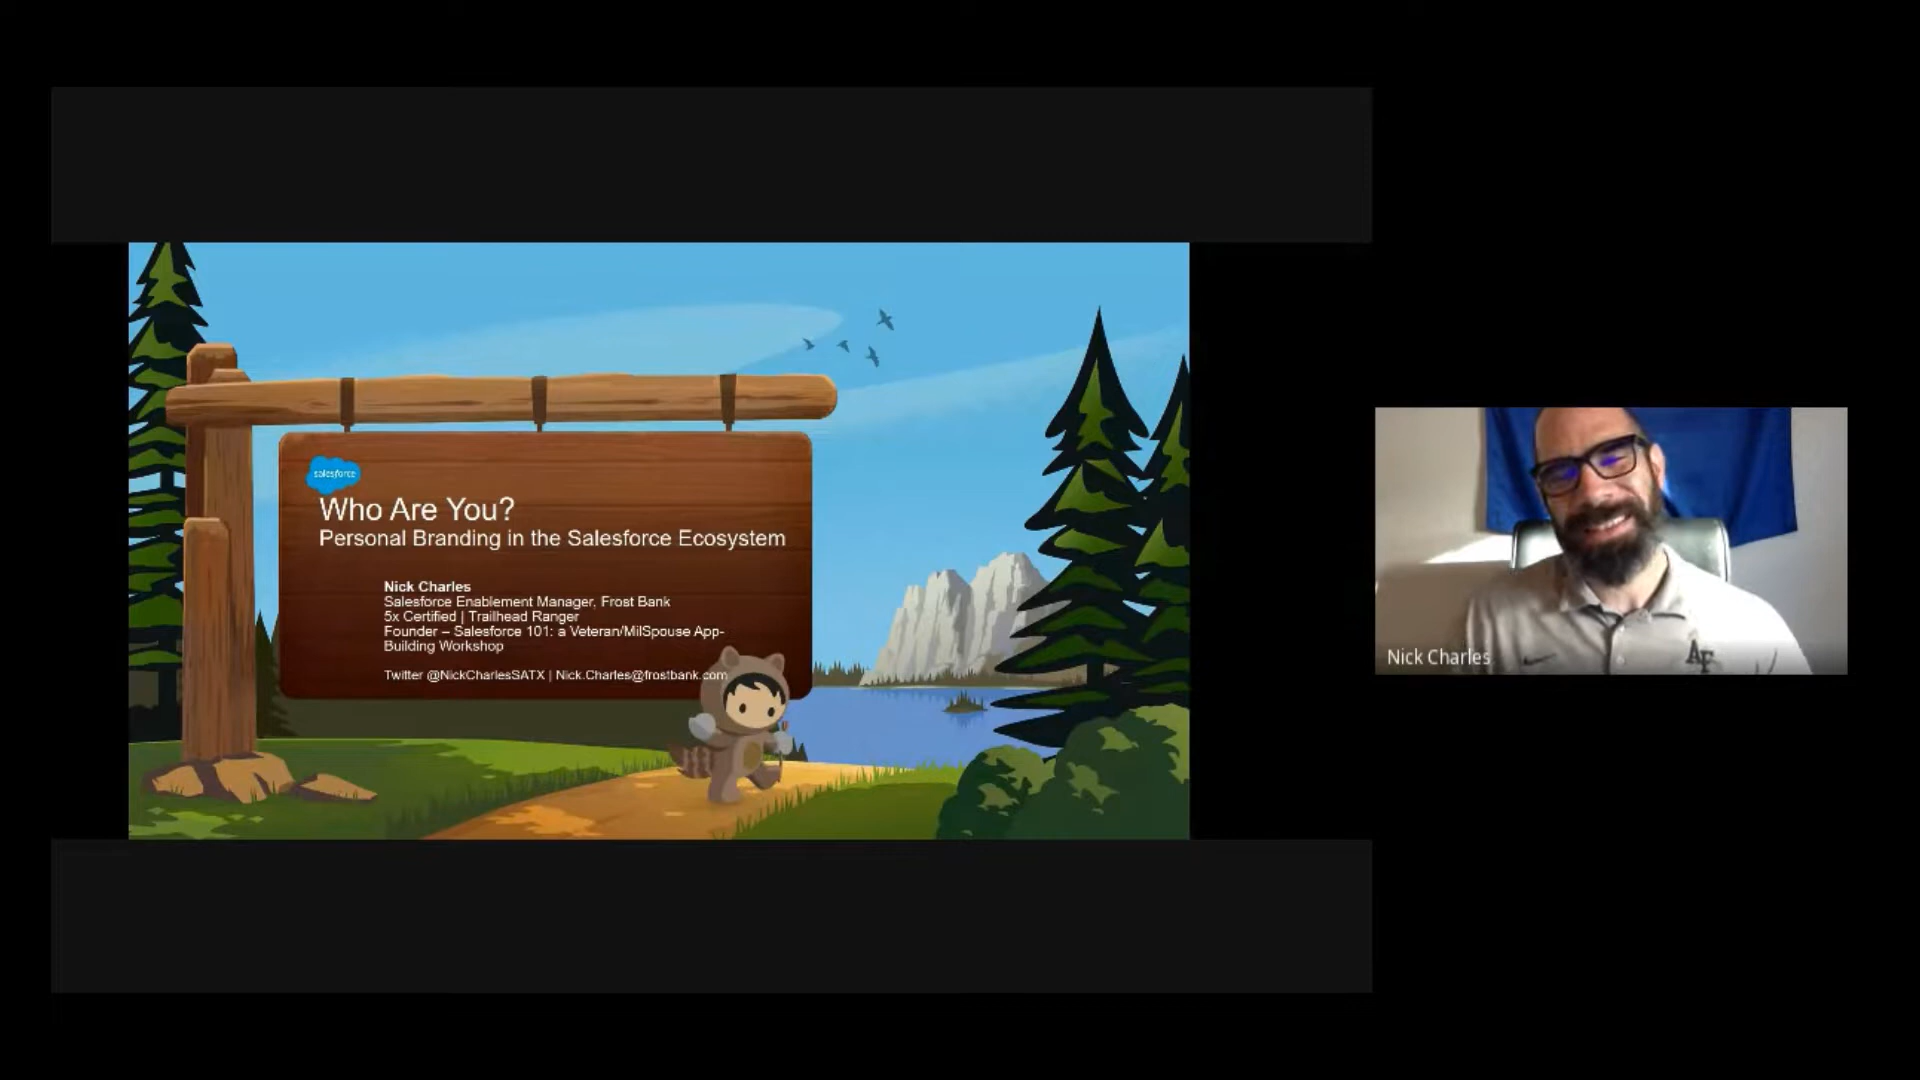 salesforce
Who Are You?
Personal Branding in the Salesforce Ecosystem
Nick Charles
Salesforce Enablement Manager, Frost Bank
5x Certified | Trailhead Ranger
Founder – Salesforce 101: a Veteran/MilSpouse App-
Building Workshop
Twitter @NickCharlesSATX | Nick.Charles@frostbank.com
Nick Charles
AF